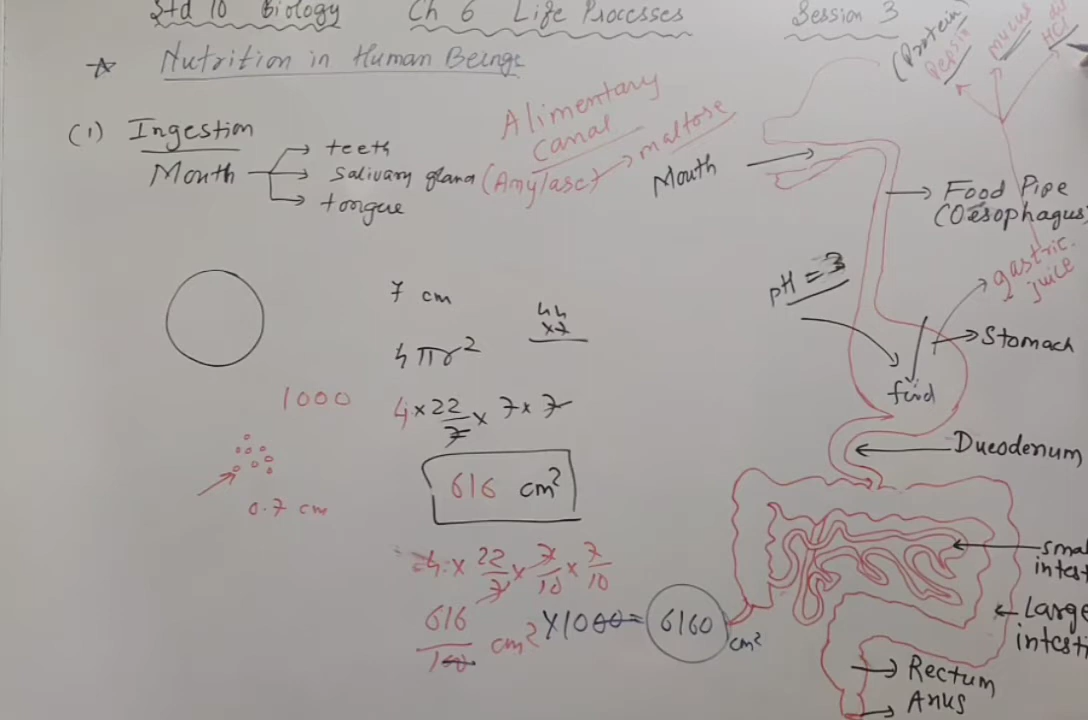 Std 10 Biology Ch 6 Life Processes Session 3
Nutrition in Human Beings
(1) Ingestion
Mouth
teeth
salivary gland (Amylase)
maltose
tongue
Alimentary
canal
Mouth
(Protein)
Pepsin
mucus
HCl
Food Pipe
(Oesophagus)
gastric
juice
pH = 3
Stomach
food
Dueodenum
small
intest
Large
intesti
Rectum
Anus
7 cm
4πr²
44
×7
4 × 22/7 × 7 × 7
616 cm²
1000
0.7 cm
4 × 22/7 × 7/10 × 7/10
616/100 cm² × 1000 = 6160 cm²